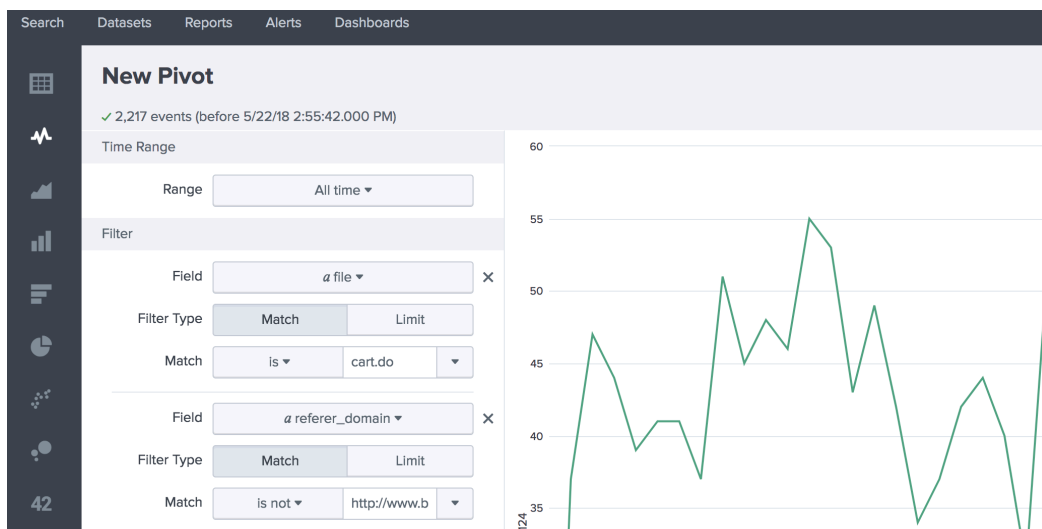 Search Datasets Reports Alerts Dashboards
New Pivot
✓ 2,217 events (before 5/22/18 2:55:42.000 PM)
Time Range
Range All time
Filter
Field a file
Filter Type Match Limit
Match is cart.do
Field a referer_domain
Filter Type Match Limit
Match is not http://www.b
42
60
55
50
45
40
35
124